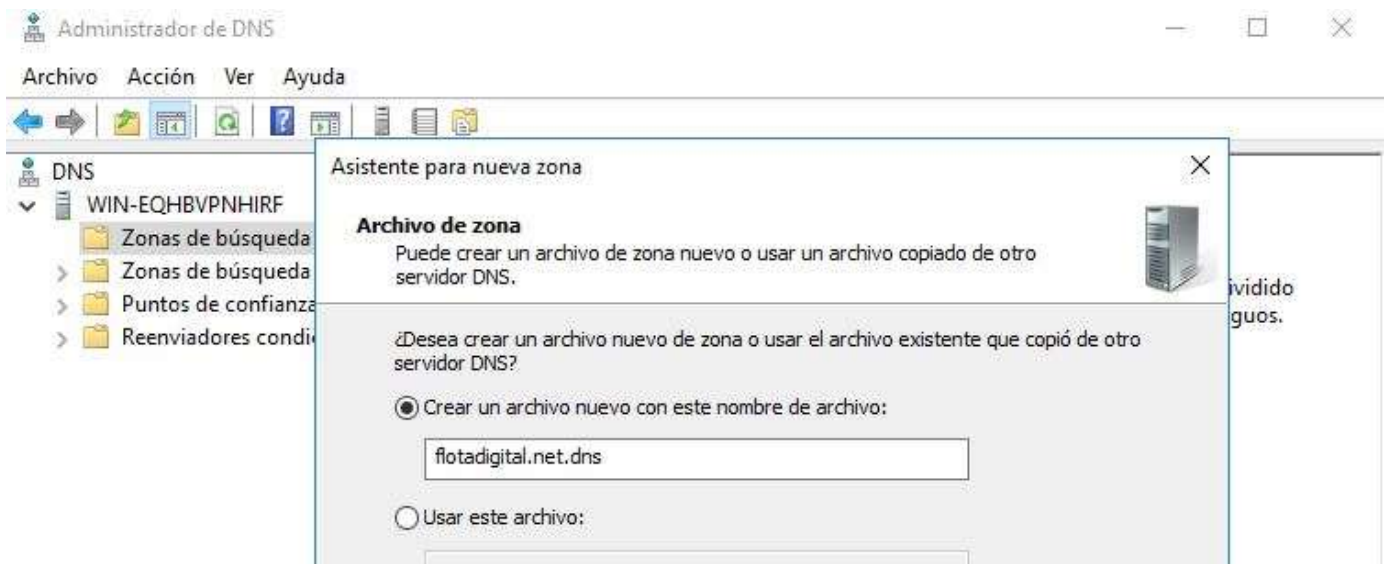 Administrador de DNS
Archivo Acción Ver Ayuda
DNS
WIN-EQHBVPNHIRF
Zonas de búsqueda
Zonas de búsqueda
Puntos de confianza
Reenviadores condi
Asistente para nueva zona
Archivo de zona
Puede crear un archivo de zona nuevo o usar un archivo copiado de otro
servidor DNS.
¿Desea crear un archivo nuevo de zona o usar el archivo existente que copió de otro
servidor DNS?
Crear un archivo nuevo con este nombre de archivo:
flotadigital.net.dns
Usar este archivo:
ividido
guos.